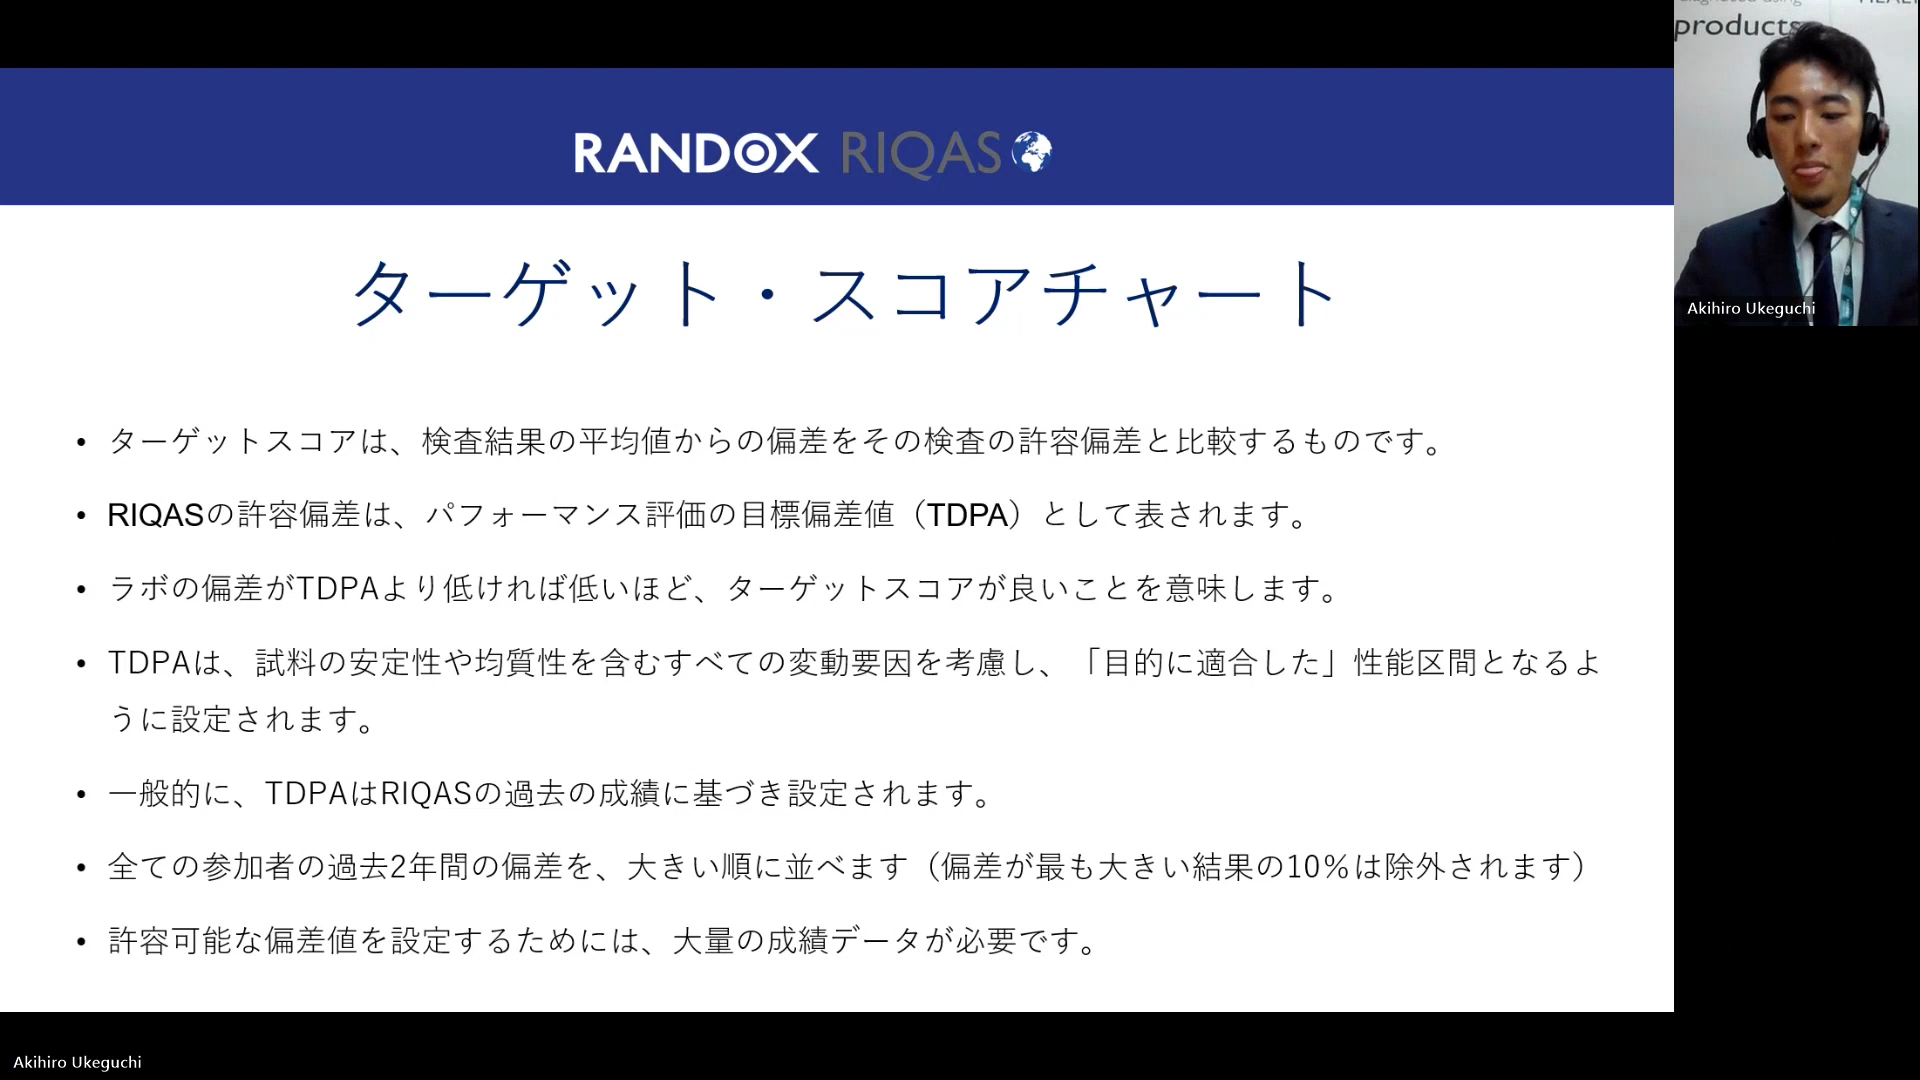 products
RANDOX RIQAS
ターゲット・スコアチャート
• ターゲットスコアは、検査結果の平均値からの偏差をその検査の許容偏差と比較するものです。
• RIQASの許容偏差は、パフォーマンス評価の目標偏差値（TDPA）として表されます。
• ラボの偏差がTDPAより低ければ低いほど、ターゲットスコアが良いことを意味します。
• TDPAは、試料の安定性や均質性を含むすべての変動要因を考慮し、「目的に適合した」性能区間となるよ
うに設定されます。
• 一般的に、TDPAはRIQASの過去の成績に基づき設定されます。
• 全ての参加者の過去2年間の偏差を、大きい順に並べます（偏差が最も大きい結果の10％は除外されます）
• 許容可能な偏差値を設定するためには、大量の成績データが必要です。
Akihiro Ukeguchi
Akihiro Ukeguchi